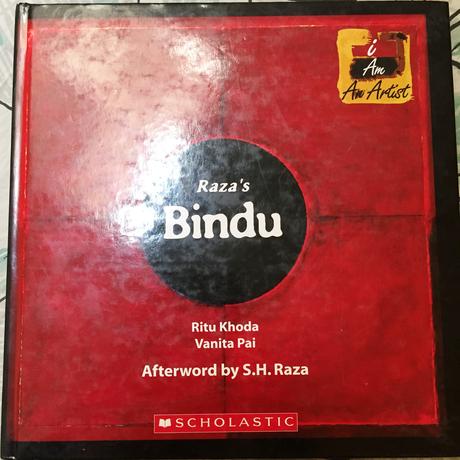 i
Am
An Artist
Raza's
Bindu
Ritu Khoda
Vanita Pai
Afterword by S.H. Raza
SCHOLASTIC